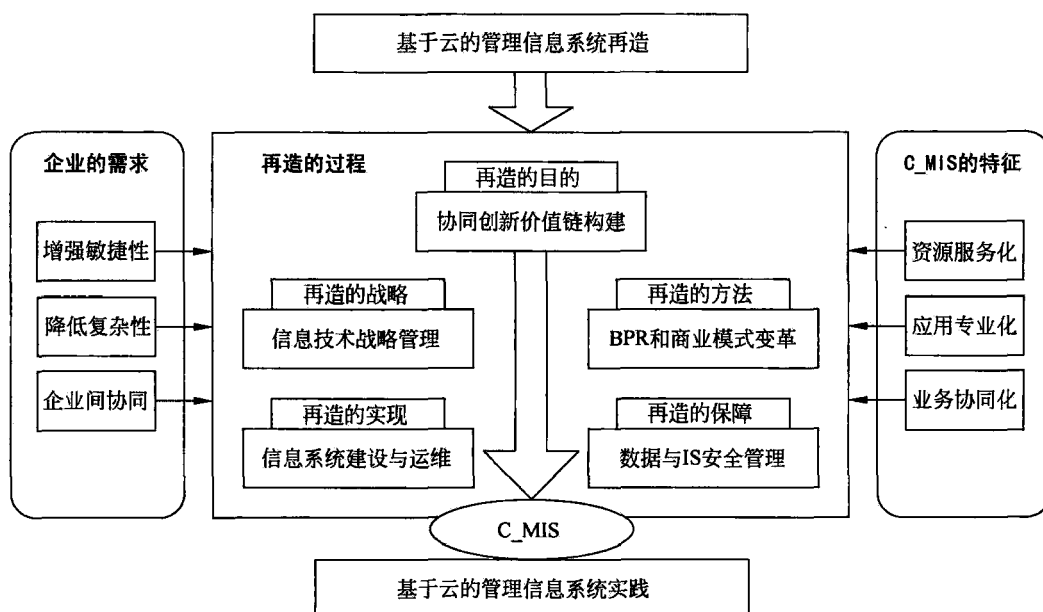 基于云的管理信息系统再造
企业的需求
增强敏捷性
降低复杂性
企业间协同
再造的过程
再造的目的
协同创新价值链构建
再造的战略
信息技术战略管理
再造的方法
BPR和商业模式变革
再造的实现
信息系统建设与运维
再造的保障
数据与IS安全管理
C_MIS的特征
资源服务化
应用专业化
业务协同化
C_MIS
基于云的管理信息系统实践